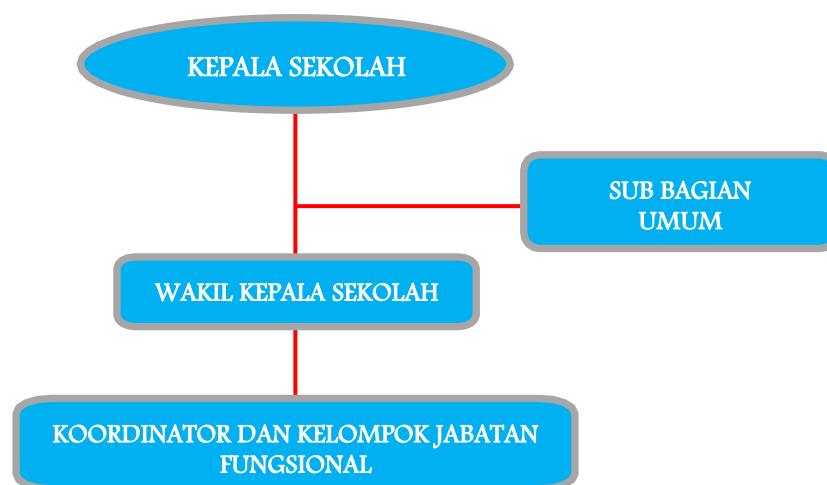 KEPALA SEKOLAH
SUB BAGIAN
UMUM
WAKIL KEPALA SEKOLAH
KOORDINATOR DAN KELOMPOK JABATAN
FUNGSIONAL